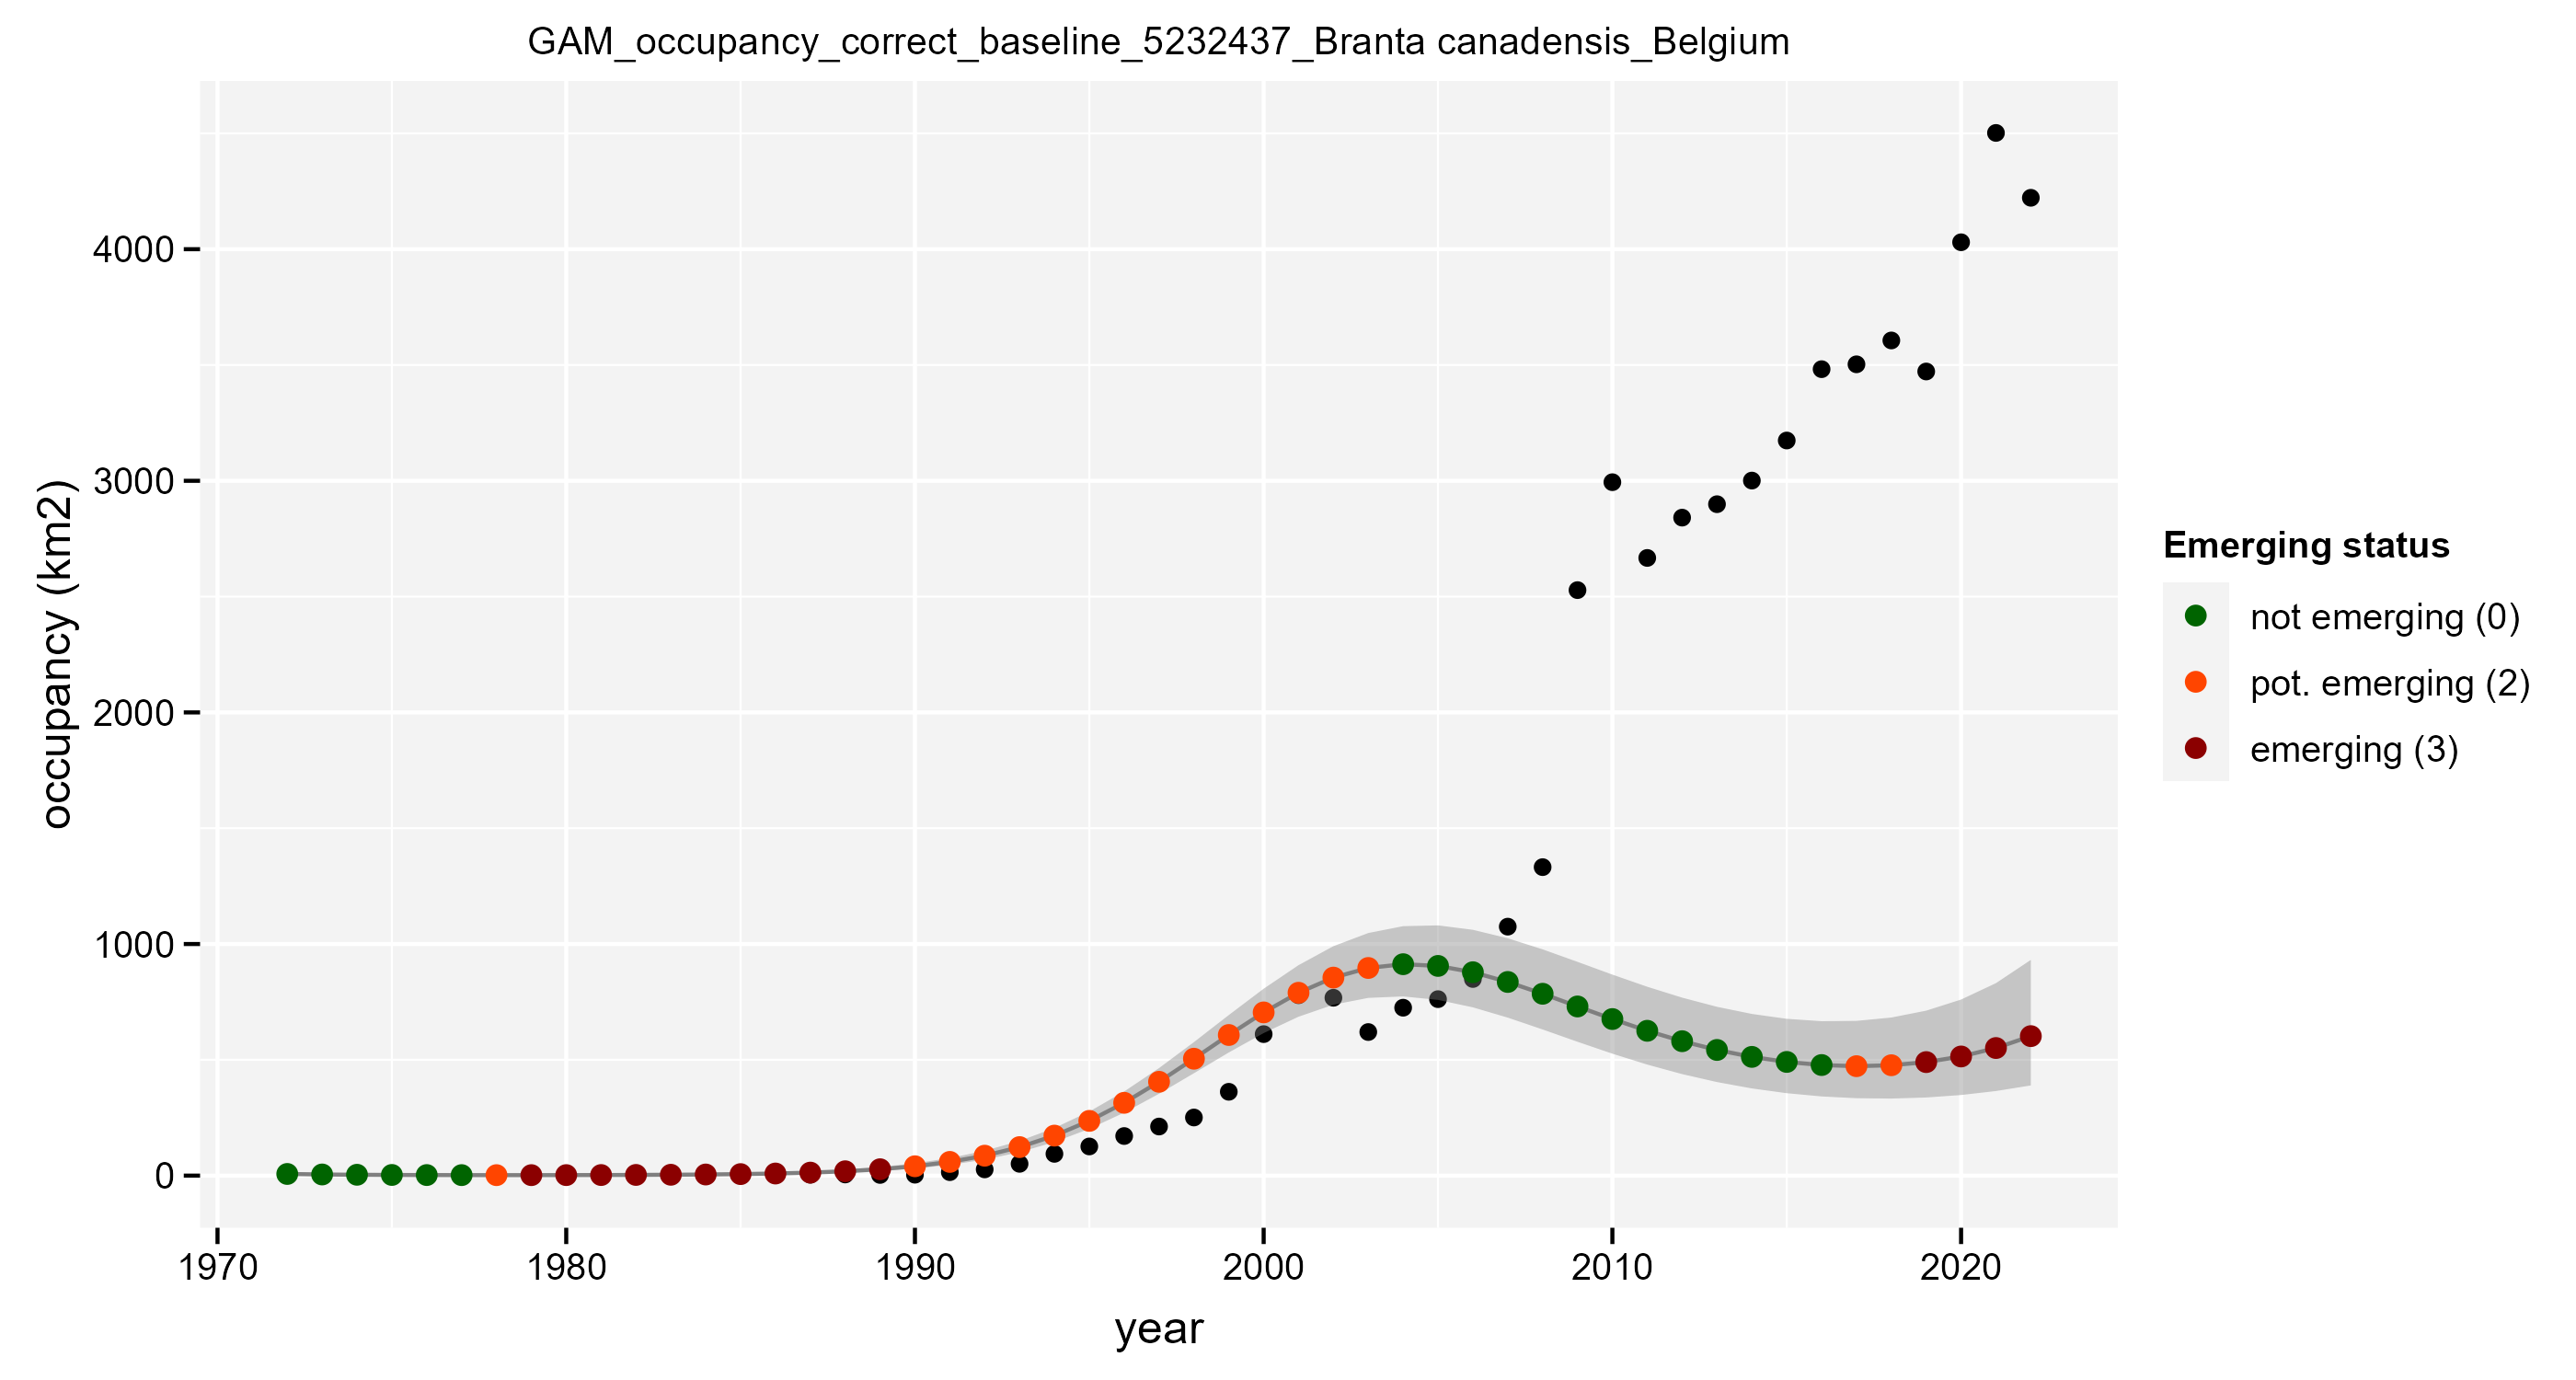 GAM_occupancy_correct_baseline_5232437_Branta canadensis_Belgium
occupancy (km2)
4000
3000
2000
1000
0
1970 1980 1990 2000 2010 2020
year
Emerging status
not emerging (0)
pot. emerging (2)
emerging (3)